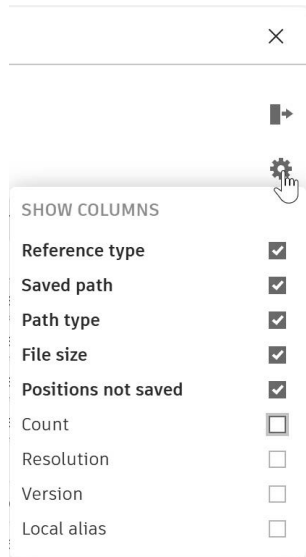 SHOW COLUMNS
Reference type
Saved path
Path type
File size
Positions not saved
Count
Resolution
Version
Local alias